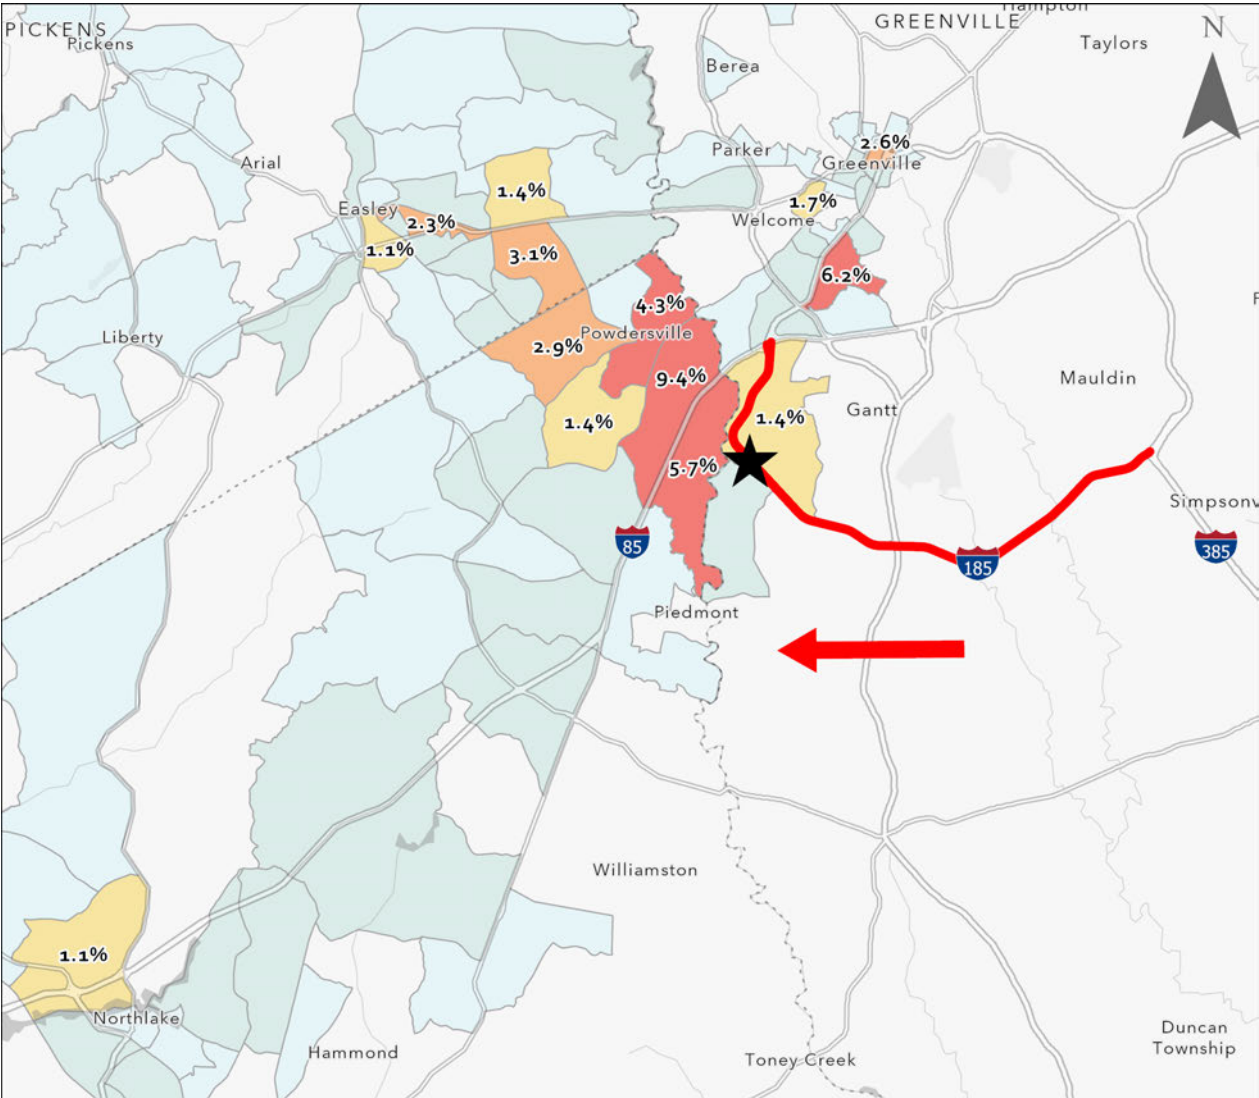 PICKENS
Pickens
GREENVILLE
Hampton
Taylors
N
Berea
Arial
Parker
2.6%
Greenville
1.4%
1.7%
Easley
2.3%
Welcome
1.1%
3.1%
6.2%
4.3%
Liberty
Powdersville
2.9%
9.4%
Mauldin
1.4%
1.4%
Gantt
5.7%
Simpsonv
85
185
385
Piedmont
Williamston
1.1%
Northlake
Hammond
Toney Creek
Duncan
Township